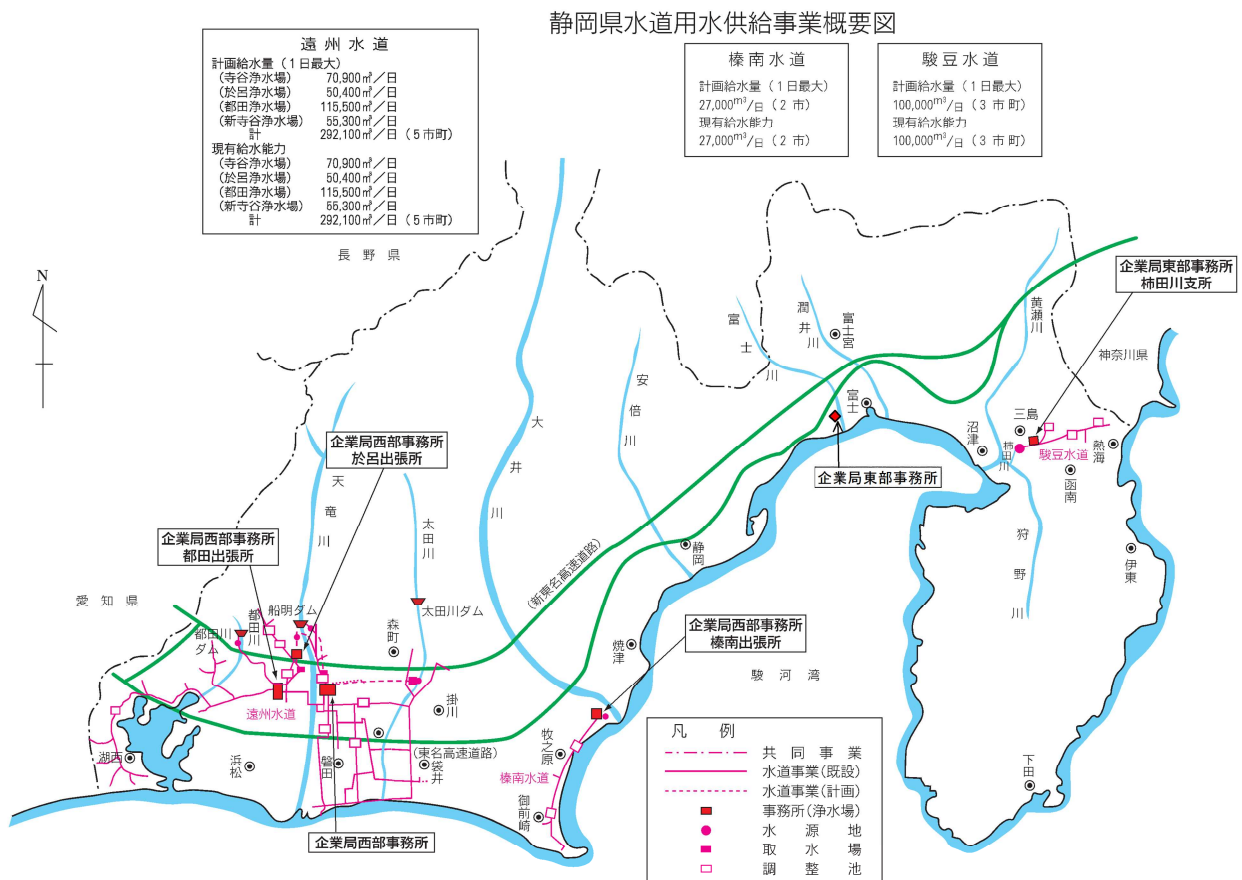 静岡県水道用水供給事業概要図
遠州水道
計画給水量（1日最大）
(寺谷浄水場) 70,900㎥／日
(於呂浄水場) 50,400㎥／日
(都田浄水場) 115,500㎥／日
(新寺谷浄水場) 55,300㎥／日
計 292,100㎥／日（5市町）
現有給水能力
(寺谷浄水場) 70,900㎥／日
(於呂浄水場) 50,400㎥／日
(都田浄水場) 115,500㎥／日
(新寺谷浄水場) 55,300㎥／日
計 292,100㎥／日（5市町）
榛南水道
計画給水量（1日最大）
27,000m³/日（2市）
現有給水能力
27,000m³/日（2市）
駿豆水道
計画給水量（1日最大）
100,000m³/日（3市町）
現有給水能力
100,000m³/日（3市町）
長野県
N
企業局東部事務所
柿田川支所
黄瀬川
神奈川県
富士川
潤井川
富士宮
富士
安倍川
大井川
沼津
三島
柿田川
駿豆水道
熱海
函南
企業局東部事務所
狩野川
伊東
下田
企業局西部事務所
於呂出張所
天竜川
太田川
企業局西部事務所
都田出張所
愛知県
都田川
都田川
ダム
船明ダム
太田川ダム
森町
(新東名高速道路)
静岡
焼津
企業局西部事務所
榛南出張所
駿河湾
遠州水道
掛川
(東名高速道路)
湖西
浜松
磐田
袋井
牧之原
榛南水道
御前崎
企業局西部事務所
凡例
共同事業
水道事業(既設)
水道事業(計画)
事務所(浄水場)
水源地
取水場
調整池